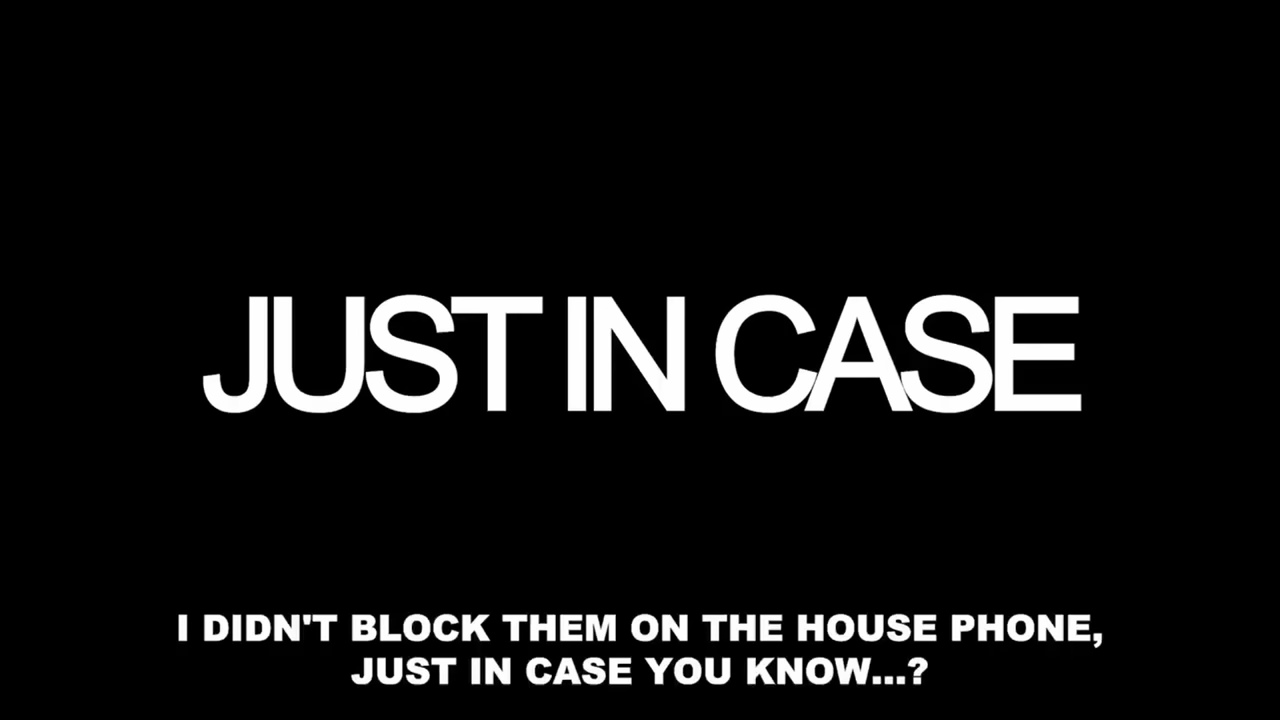 JUST IN CASE
I DIDN'T BLOCK THEM ON THE HOUSE PHONE,
JUST IN CASE YOU KNOW...?